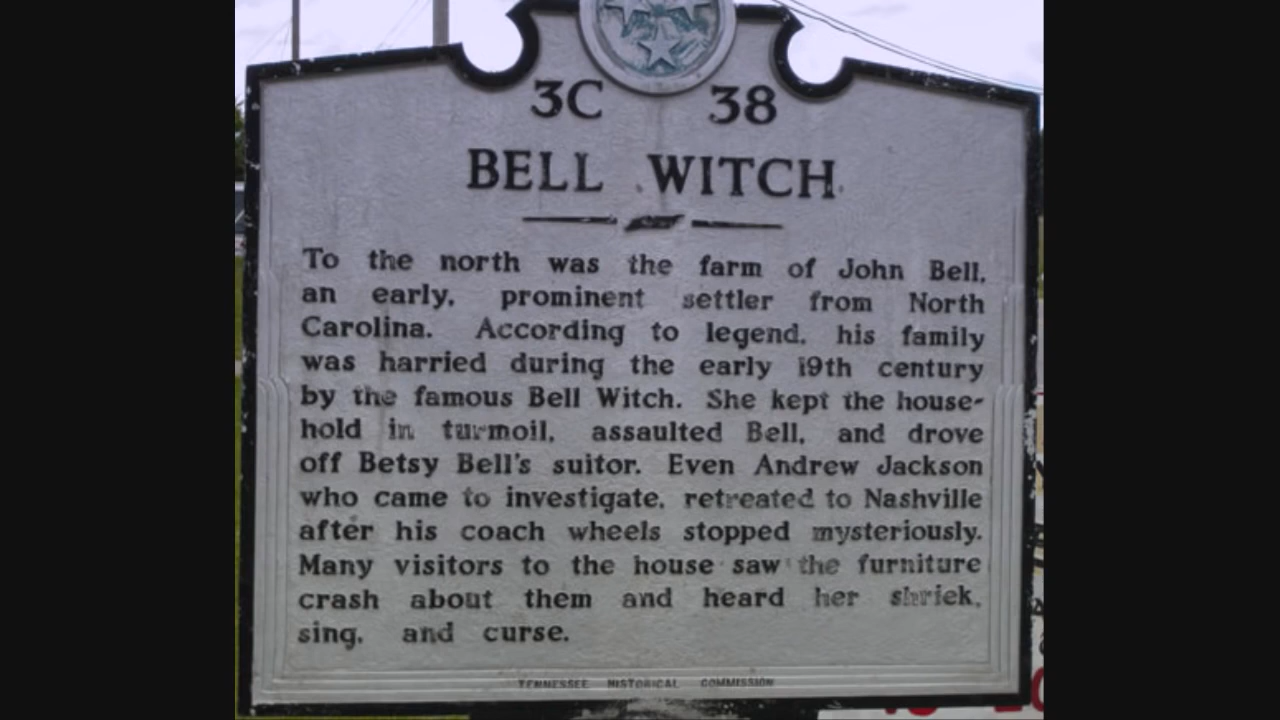 3C 38
BELL WITCH
To the north was the farm of John Bell,
an early, prominent settler from North
Carolina. According to legend, his family
was harried during the early 19th century
by the famous Bell Witch. She kept the house-
hold in turmoil, assaulted Bell, and drove
off Betsy Bell's suitor. Even Andrew Jackson
who came to investigate, retreated to Nashville
after his coach wheels stopped mysteriously.
Many visitors to the house saw the furniture
crash about them and heard her shriek,
sing, and curse.
TENNESSEE HISTORICAL COMMISSION